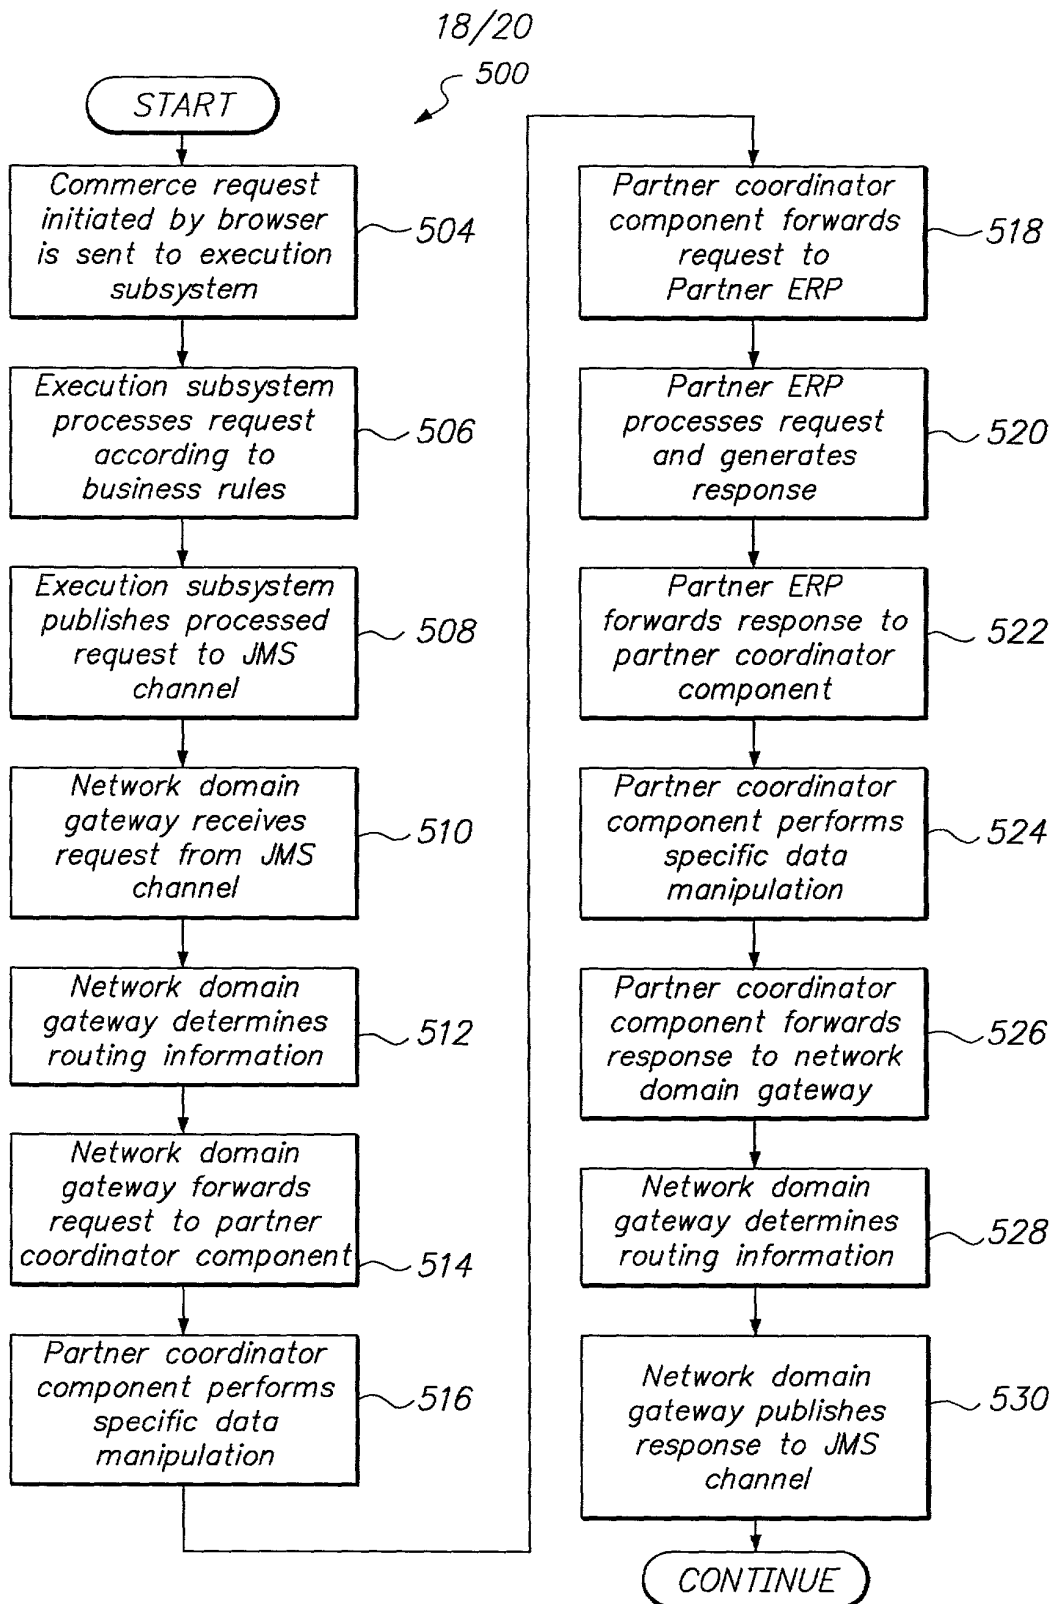 18/20
500
START
Commerce request
initiated by browser
is sent to execution
subsystem
504
Execution subsystem
processes request
according to
business rules
506
Execution subsystem
publishes processed
request to JMS
channel
508
Network domain
gateway receives
request from JMS
channel
510
Network domain
gateway determines
routing information
512
Network domain
gateway forwards
request to partner
coordinator component
514
Partner coordinator
component performs
specific data
manipulation
516
Partner coordinator
component forwards
request to
Partner ERP
518
Partner ERP
processes request
and generates
response
520
Partner ERP
forwards response to
partner coordinator
component
522
Partner coordinator
component performs
specific data
manipulation
524
Partner coordinator
component forwards
response to network
domain gateway
526
Network domain
gateway determines
routing information
528
Network domain
gateway publishes
response to JMS
channel
530
CONTINUE